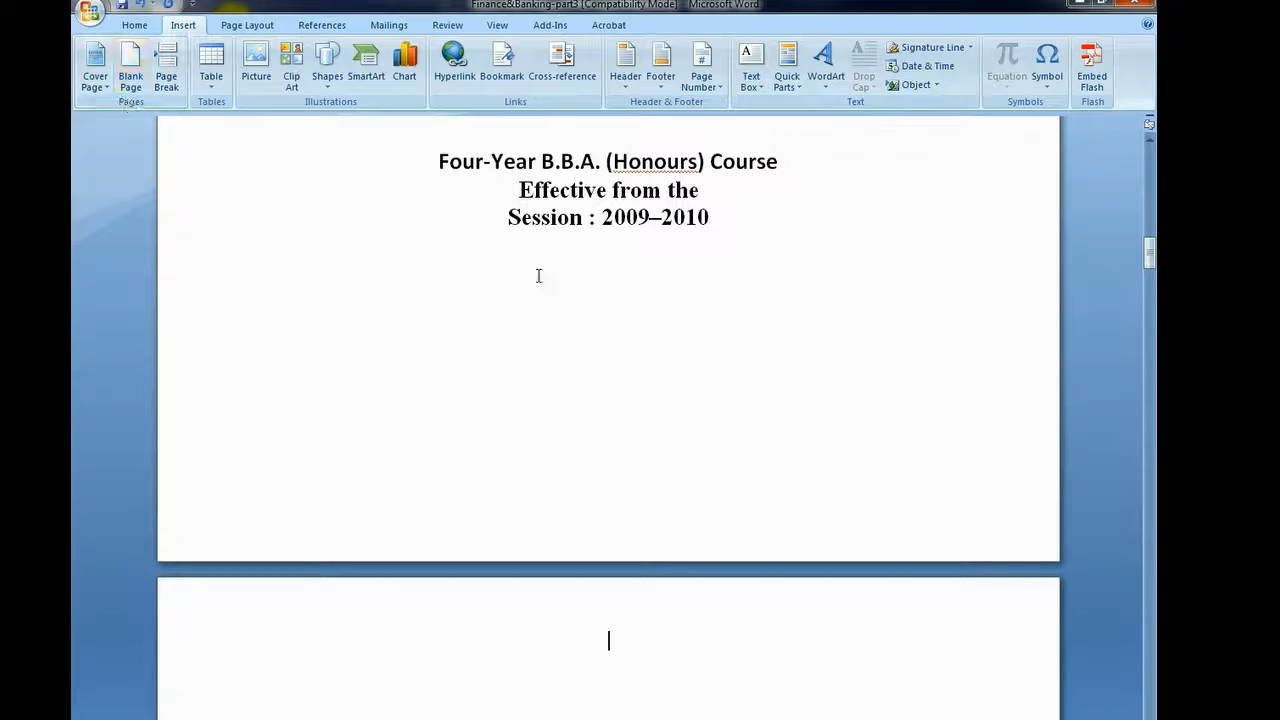 Finance&Banking-part3 [Compatibility Mode] - Microsoft Word
Home Insert Page Layout References Mailings Review View Add-Ins Acrobat
Cover Page Blank Page Page Break Table Picture Clip Art Shapes SmartArt Chart Hyperlink Bookmark Cross-reference Header Footer Page Number Text Box Quick Parts WordArt Drop Cap Signature Line Date & Time Object Equation Symbol Embed Flash
Pages Tables Illustrations Links Header & Footer Text Symbols Flash
Four-Year B.B.A. (Honours) Course
Effective from the
Session : 2009–2010